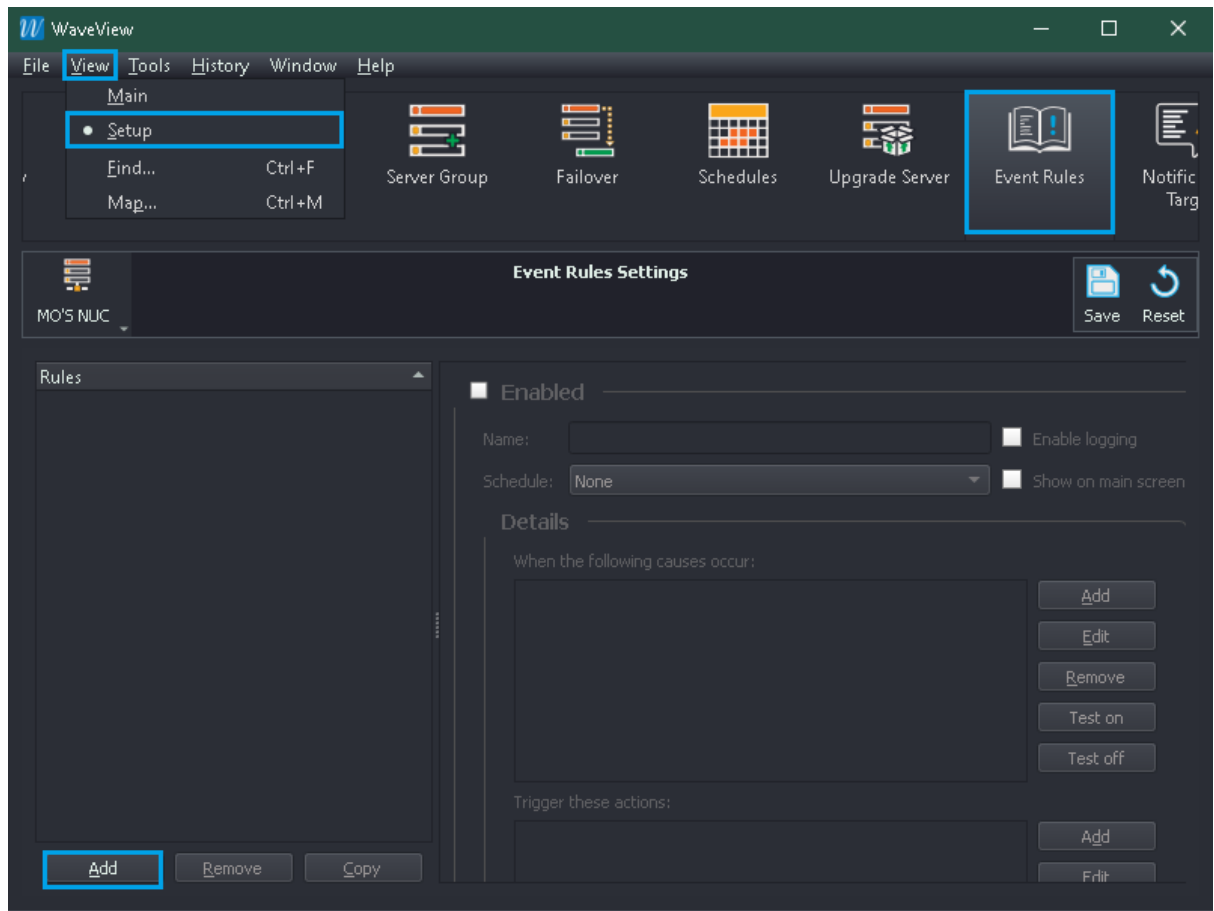 WaveView
File View Tools History Window Help
Main
Setup
Find... Ctrl+F
Map... Ctrl+M
Server Group
Failover
Schedules
Upgrade Server
Event Rules
Notific
Targ
MO'S NUC
Event Rules Settings
Save Reset
Rules
Enabled
Name:
Enable logging
Schedule: None
Show on main screen
Details
When the following causes occur:
Add
Edit
Remove
Test on
Test off
Trigger these actions:
Add
Edit
Add Remove Copy